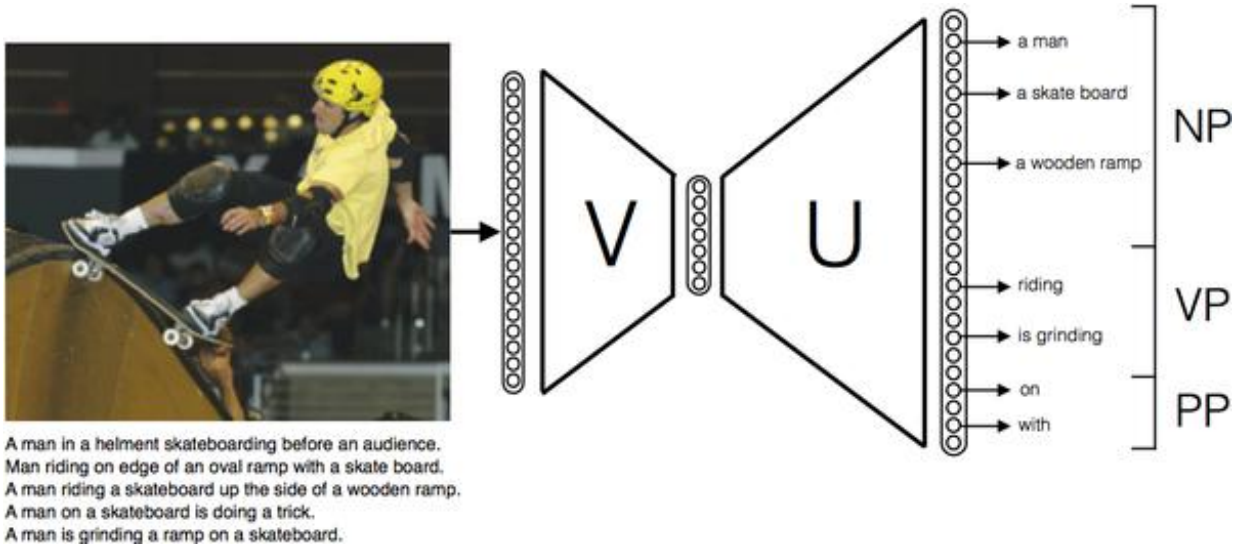 A man in a helment skateboarding before an audience.
Man riding on edge of an oval ramp with a skate board.
A man riding a skateboard up the side of a wooden ramp.
A man on a skateboard is doing a trick.
A man is grinding a ramp on a skateboard.
V
U
a man
a skate board
a wooden ramp
riding
is grinding
on
with
NP
VP
PP